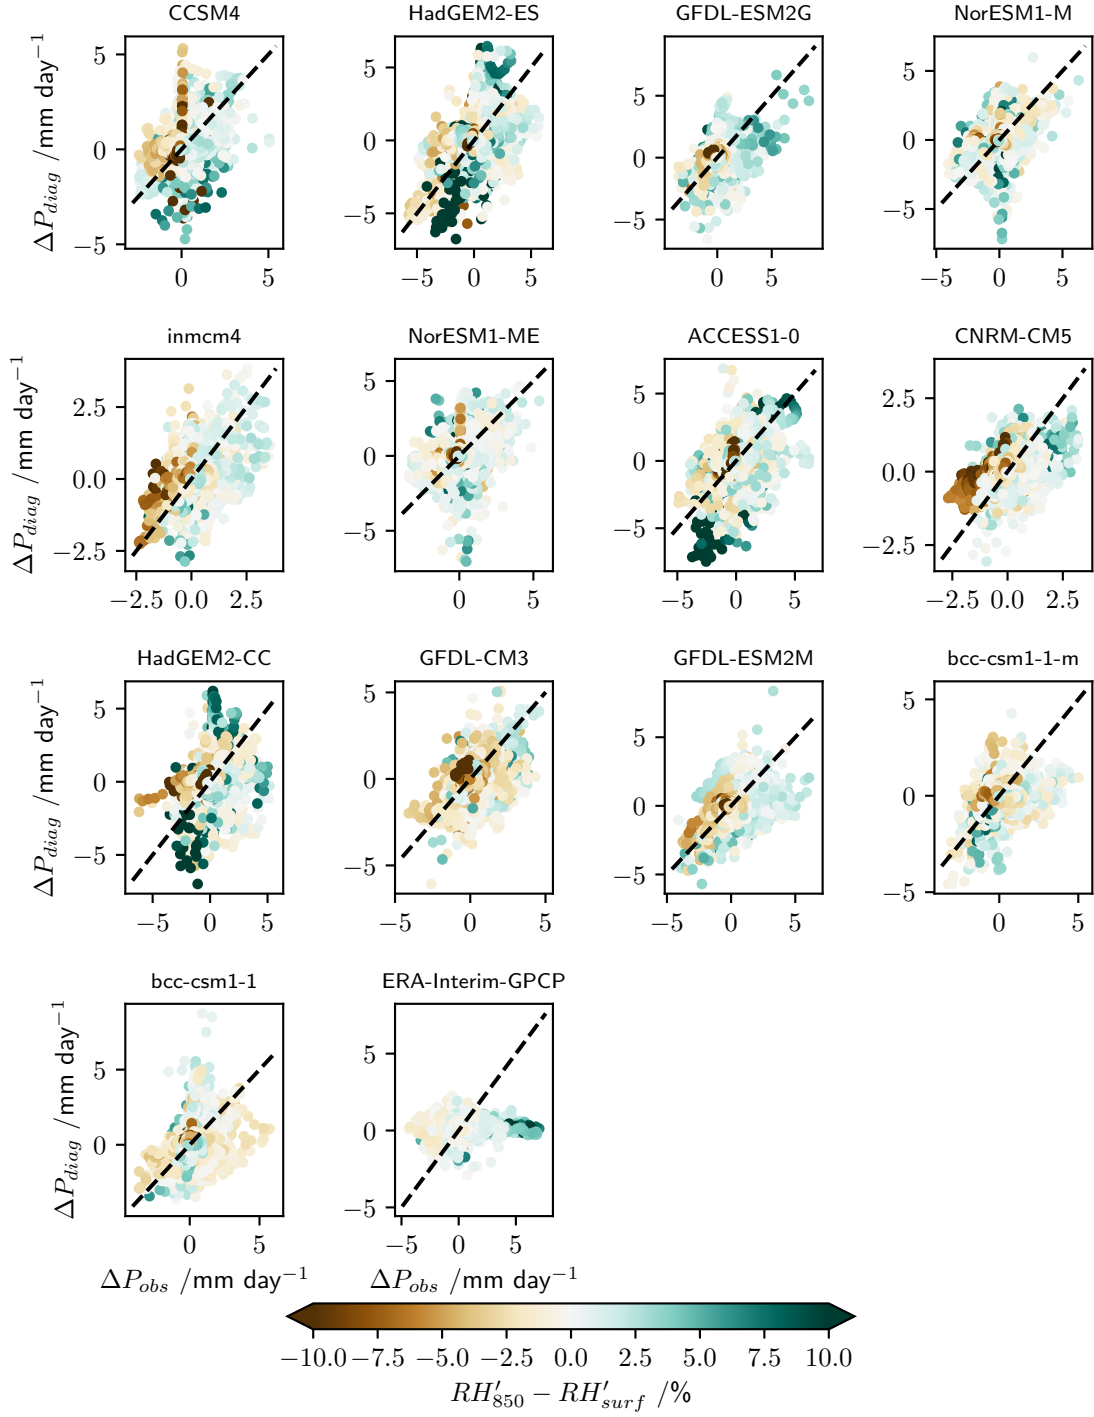 CCSM4 HadGEM2-ES GFDL-ESM2G NorESM1-M
ΔP_diag /mm day⁻¹
5 0 −5
0 5
5 0 −5
−5 0 5
5 0 −5
0 5
5 0 −5
−5 0 5
inmcm4 NorESM1-ME ACCESS1-0 CNRM-CM5
ΔP_diag /mm day⁻¹
2.5 0.0 −2.5
−2.5 0.0 2.5
5 0 −5
0 5
5 0 −5
−5 0 5
2.5 0.0 −2.5
−2.5 0.0 2.5
HadGEM2-CC GFDL-CM3 GFDL-ESM2M bcc-csm1-1-m
ΔP_diag /mm day⁻¹
5 0 −5
−5 0 5
5 0 −5
−5 0 5
5 0 −5
0 5
5 0 −5
0 5
bcc-csm1-1 ERA-Interim-GPCP
ΔP_diag /mm day⁻¹
5 0
0 5
5 0 −5
−5 0 5
ΔP_obs /mm day⁻¹ ΔP_obs /mm day⁻¹
−10.0 −7.5 −5.0 −2.5 0.0 2.5 5.0 7.5 10.0
RH′_850 − RH′_surf /%